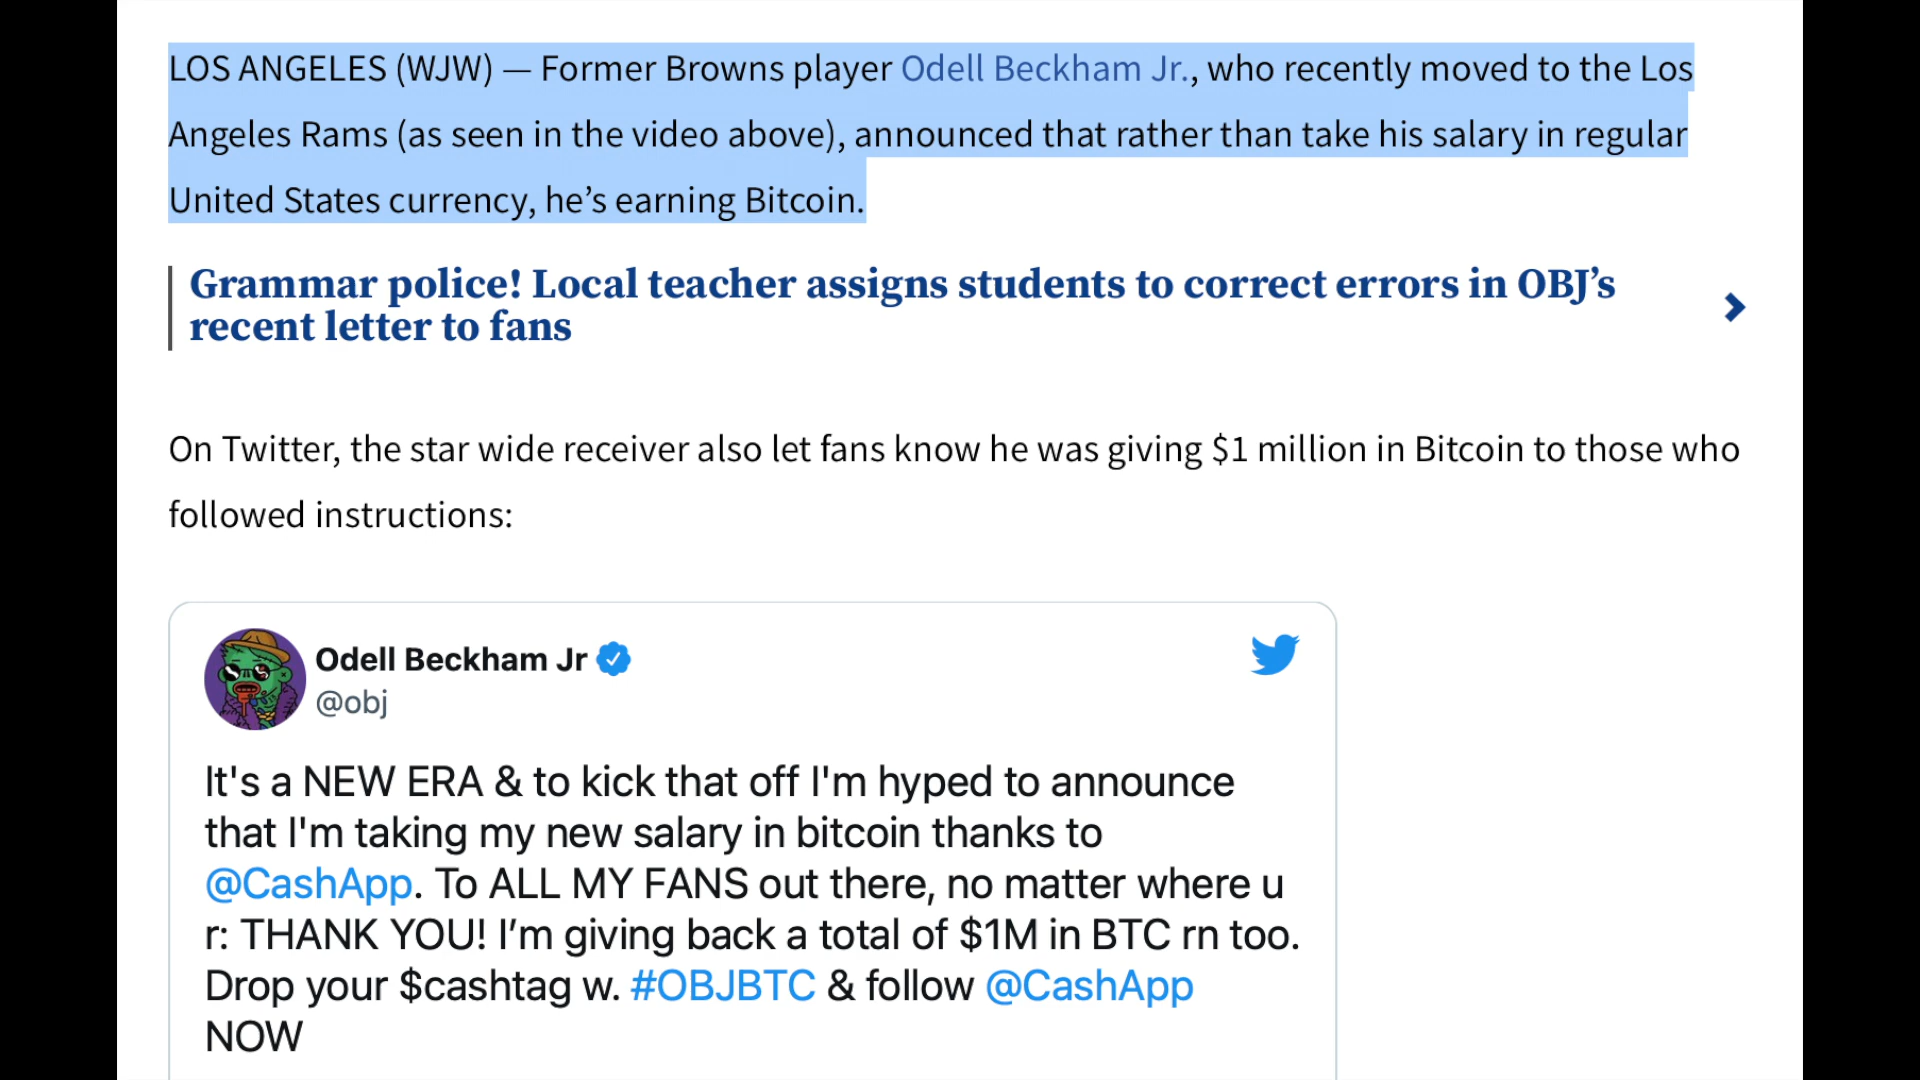 LOS ANGELES (WJW) — Former Browns player Odell Beckham Jr., who recently moved to the Los
Angeles Rams (as seen in the video above), announced that rather than take his salary in regular
United States currency, he’s earning Bitcoin.
Grammar police! Local teacher assigns students to correct errors in OBJ’s
recent letter to fans
On Twitter, the star wide receiver also let fans know he was giving $1 million in Bitcoin to those who
followed instructions:
Odell Beckham Jr
@obj
It's a NEW ERA & to kick that off I'm hyped to announce
that I'm taking my new salary in bitcoin thanks to
@CashApp. To ALL MY FANS out there, no matter where u
r: THANK YOU! I’m giving back a total of $1M in BTC rn too.
Drop your $cashtag w. #OBJBTC & follow @CashApp
NOW